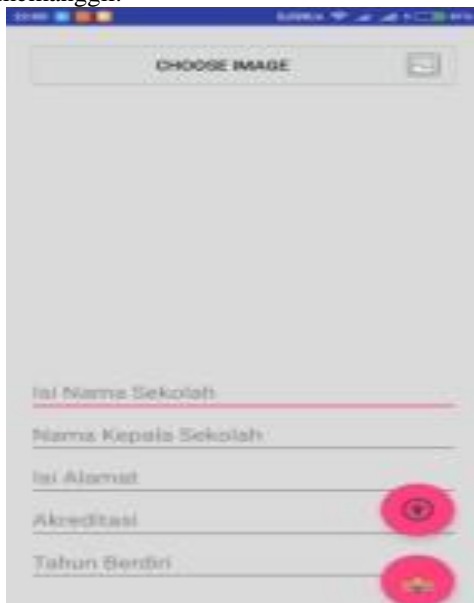 CHOOSE IMAGE
Isi Nama Sekolah
Nama Kepala Sekolah
Isi Alamat
Akreditasi
Tahun Berdiri